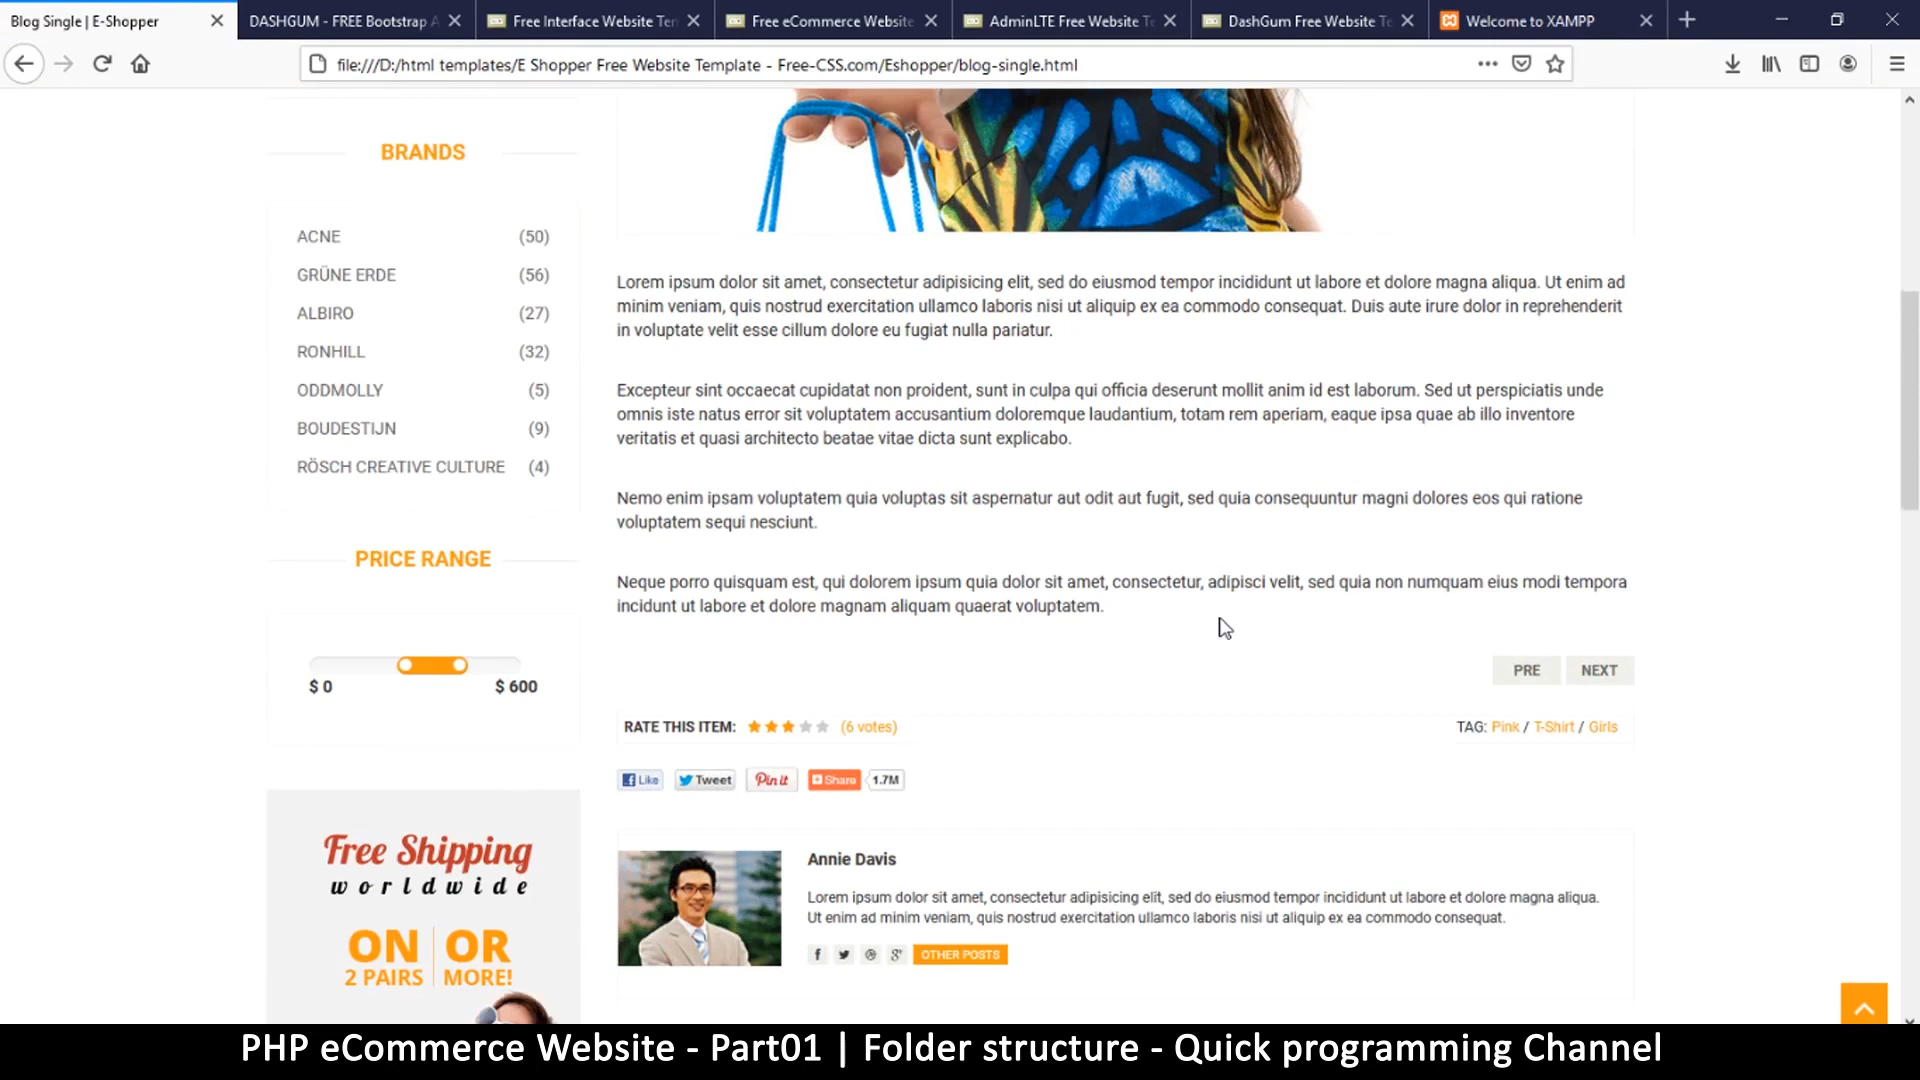 Blog Single | E-Shopper
DASHGUM - FREE Bootstrap A
Free Interface Website Ten
Free eCommerce Website
AdminLTE Free Website Te
DashGum Free Website Te
Welcome to XAMPP
file:///D:/html templates/E Shopper Free Website Template - Free-CSS.com/Eshopper/blog-single.html
BRANDS
ACNE (50)
GRÜNE ERDE (56)
ALBIRO (27)
RONHILL (32)
ODDMOLLY (5)
BOUDESTIJN (9)
RÖSCH CREATIVE CULTURE (4)
PRICE RANGE
$ 0 $ 600
Free Shipping
worldwide
ON OR
2 PAIRS MORE!
Lorem ipsum dolor sit amet, consectetur adipisicing elit, sed do eiusmod tempor incididunt ut labore et dolore magna aliqua. Ut enim ad
minim veniam, quis nostrud exercitation ullamco laboris nisi ut aliquip ex ea commodo consequat. Duis aute irure dolor in reprehenderit
in voluptate velit esse cillum dolore eu fugiat nulla pariatur.
Excepteur sint occaecat cupidatat non proident, sunt in culpa qui officia deserunt mollit anim id est laborum. Sed ut perspiciatis unde
omnis iste natus error sit voluptatem accusantium doloremque laudantium, totam rem aperiam, eaque ipsa quae ab illo inventore
veritatis et quasi architecto beatae vitae dicta sunt explicabo.
Nemo enim ipsam voluptatem quia voluptas sit aspernatur aut odit aut fugit, sed quia consequuntur magni dolores eos qui ratione
voluptatem sequi nesciunt.
Neque porro quisquam est, qui dolorem ipsum quia dolor sit amet, consectetur, adipisci velit, sed quia non numquam eius modi tempora
incidunt ut labore et dolore magnam aliquam quaerat voluptatem.
PRE NEXT
RATE THIS ITEM: (6 votes) TAG: Pink / T-Shirt / Girls
Like Tweet Pin it Share 1.7M
Annie Davis
Lorem ipsum dolor sit amet, consectetur adipisicing elit, sed do eiusmod tempor incididunt ut labore et dolore magna aliqua.
Ut enim ad minim veniam, quis nostrud exercitation ullamco laboris nisi ut aliquip ex ea commodo consequat.
OTHER POSTS
PHP eCommerce Website - Part01 | Folder structure - Quick programming Channel